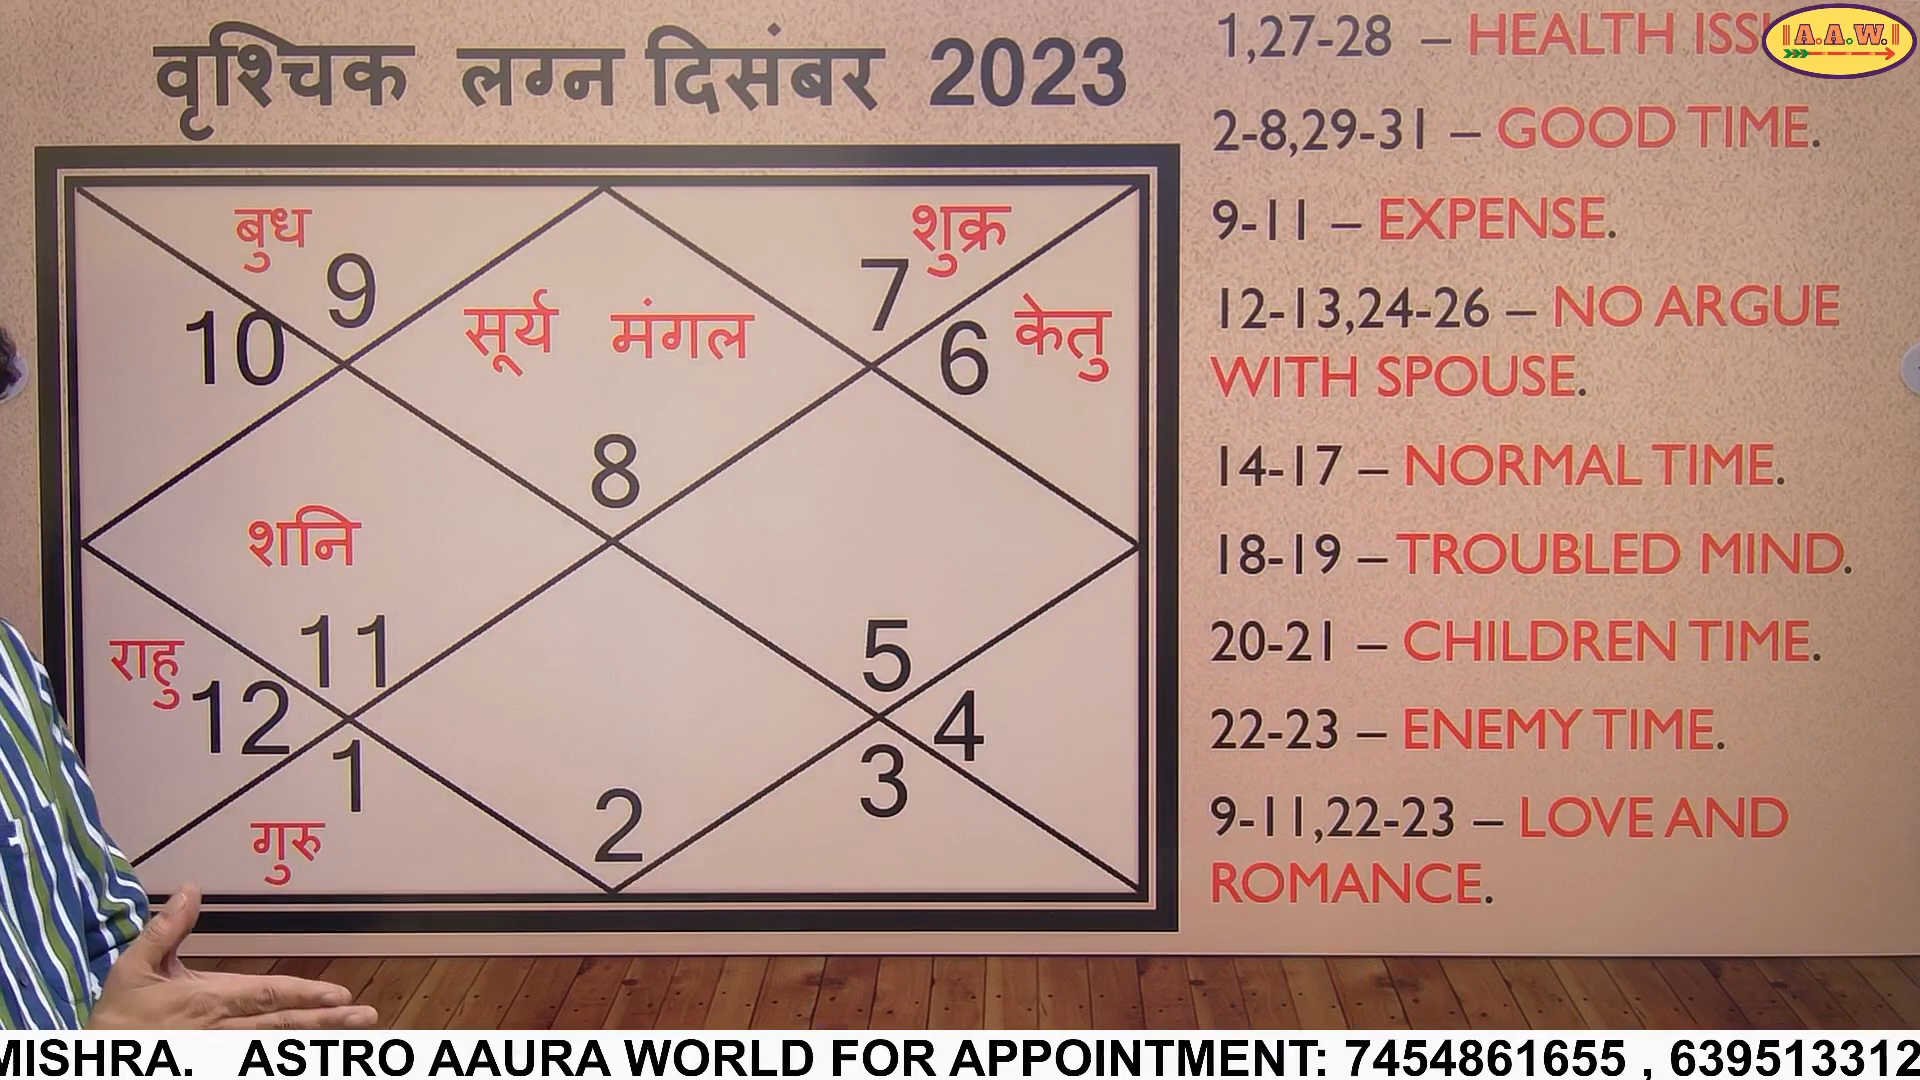 वृश्चिक लग्न दिसंबर 2023
बुध
9
10
सूर्य मंगल
8
शुक्र
7
6
केतु
शनि
11
राहु
12
1
गुरु
2
5
4
3
1,27-28 – HEALTH
A.A.W.
2-8,29-31 – GOOD TIME.
9-11 – EXPENSE.
12-13,24-26 – NO ARGUE
WITH SPOUSE.
14-17 – NORMAL TIME.
18-19 – TROUBLED MIND.
20-21 – CHILDREN TIME.
22-23 – ENEMY TIME.
9-11,22-23 – LOVE AND
ROMANCE.
MISHRA. ASTRO AAURA WORLD FOR APPOINTMENT: 7454861655 , 639513312